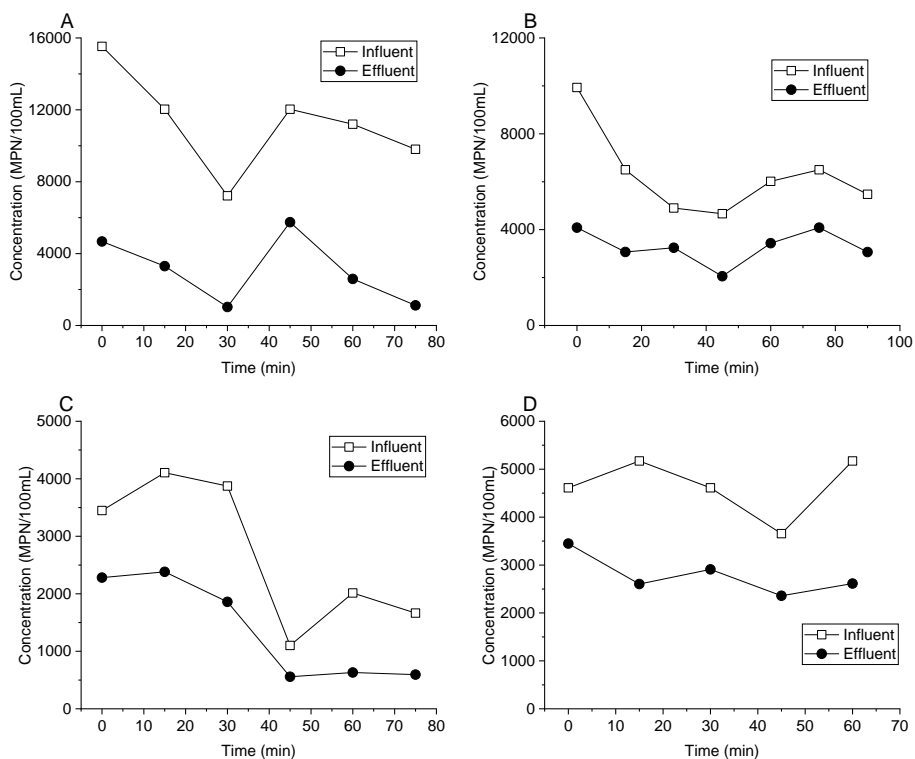 A
16000
12000
8000
4000
0
Concentration (MPN/100mL)
Influent
Effluent
0 10 20 30 40 50 60 70 80
Time (min)
B
12000
8000
4000
0
Concentration (MPN/100mL)
Influent
Effluent
0 20 40 60 80 100
Time (min)
C
5000
4000
3000
2000
1000
0
Concentration (MPN/100mL)
Influent
Effluent
0 10 20 30 40 50 60 70 80
Time (min)
D
6000
5000
4000
3000
2000
1000
0
Concentration (MPN/100mL)
Influent
Effluent
0 10 20 30 40 50 60 70
Time (min)